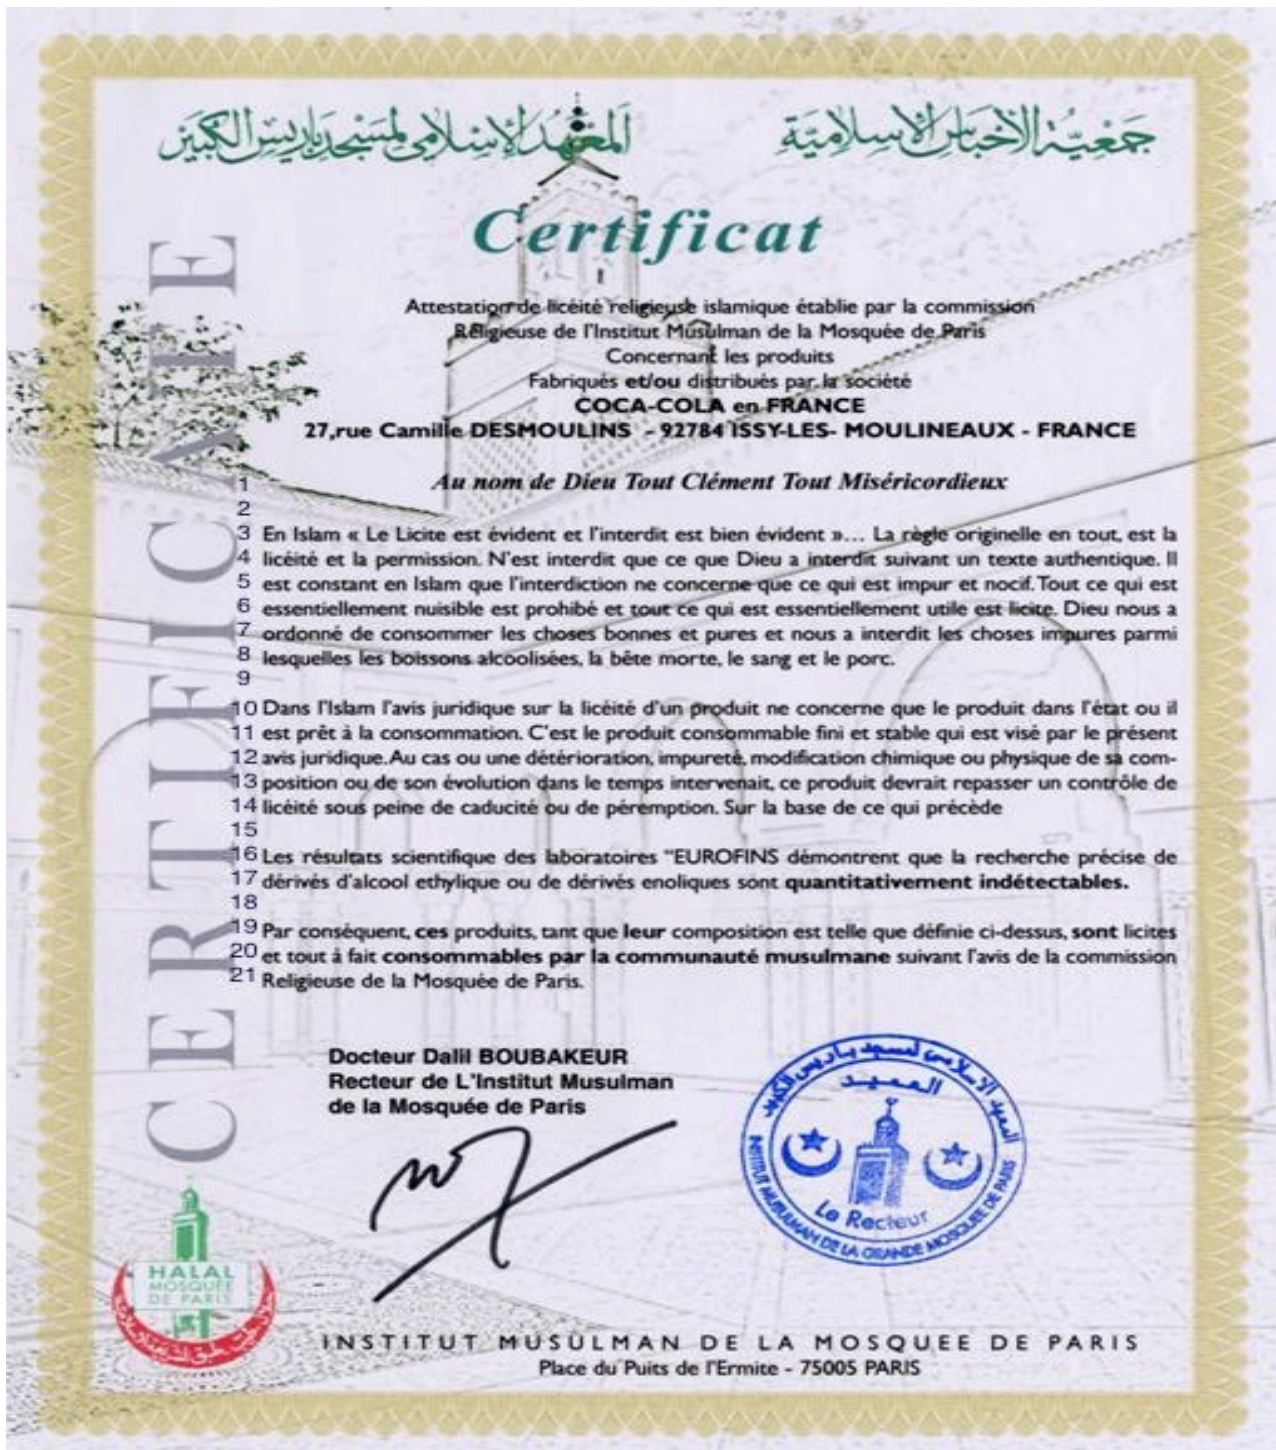 جمعية الأحباس الإسلامية
المعهد الإسلامي لمسجد باريس الكبير
Certificat
Attestation de licéité religieuse islamique établie par la commission
Réligieuse de l'Institut Musulman de la Mosquée de Paris
Concernant les produits
Fabriqués et/ou distribués par la société
COCA-COLA en FRANCE
27,rue Camille DESMOULINS - 92784 ISSY-LES- MOULINEAUX - FRANCE
1 Au nom de Dieu Tout Clément Tout Miséricordieux
2
3 En Islam « Le Licite est évident et l'interdit est bien évident »... La règle originelle en tout, est la
4 licéité et la permission. N'est interdit que ce que Dieu a interdit suivant un texte authentique. Il
5 est constant en Islam que l'interdiction ne concerne que ce qui est impur et nocif. Tout ce qui est
6 essentiellement nuisible est prohibé et tout ce qui est essentiellement utile est licite. Dieu nous a
7 ordonné de consommer les choses bonnes et pures et nous a interdit les choses impures parmi
8 lesquelles les boissons alcoolisées, la bête morte, le sang et le porc.
9
10 Dans l'Islam l'avis juridique sur la licéité d'un produit ne concerne que le produit dans l'état ou il
11 est prêt à la consommation. C'est le produit consommable fini et stable qui est visé par le présent
12 avis juridique. Au cas ou une détérioration, impureté, modification chimique ou physique de sa com-
13 position ou de son évolution dans le temps intervenait, ce produit devrait repasser un contrôle de
14 licéité sous peine de caducité ou de péremption. Sur la base de ce qui précède
15
16 Les résultats scientifique des laboratoires "EUROFINS démontrent que la recherche précise de
17 dérivés d'alcool ethylique ou de dérivés enoliques sont quantitativement indétectables.
18
19 Par conséquent, ces produits, tant que leur composition est telle que définie ci-dessus, sont licites
20 et tout à fait consommables par la communauté musulmane suivant l'avis de la commission
21 Religieuse de la Mosquée de Paris.
CERTIFICATE
Docteur Dalil BOUBAKEUR
Recteur de L'Institut Musulman
de la Mosquée de Paris
المعهد الاسلامي لمسجد باريس الكبير
العميد
Le Recteur
INSTITUT MUSULMAN DE LA GRANDE MOSQUEE DE PARIS
HALAL
MOSQUÉE
DE PARIS
INSTITUT MUSULMAN DE LA MOSQUEE DE PARIS
Place du Puits de l'Ermite - 75005 PARIS